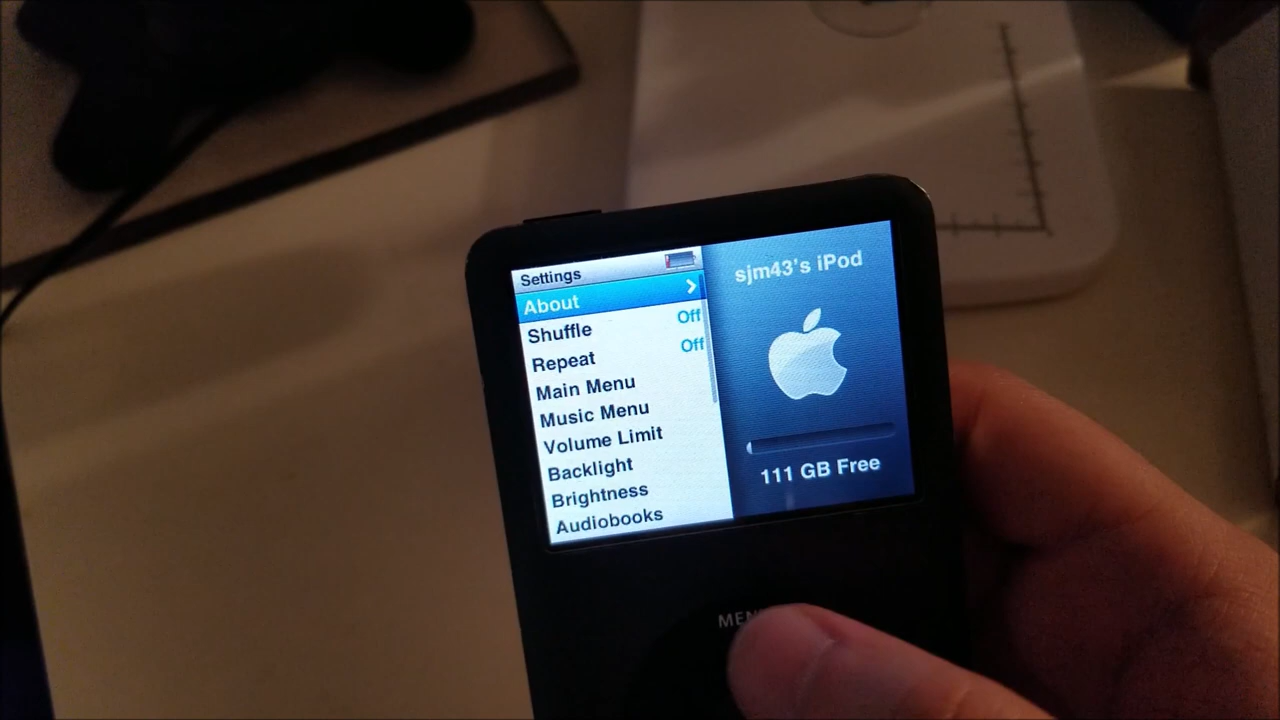 Settings
About
Shuffle Off
Repeat Off
Main Menu
Music Menu
Volume Limit
Backlight
Brightness
Audiobooks
sjm43's iPod
111 GB Free